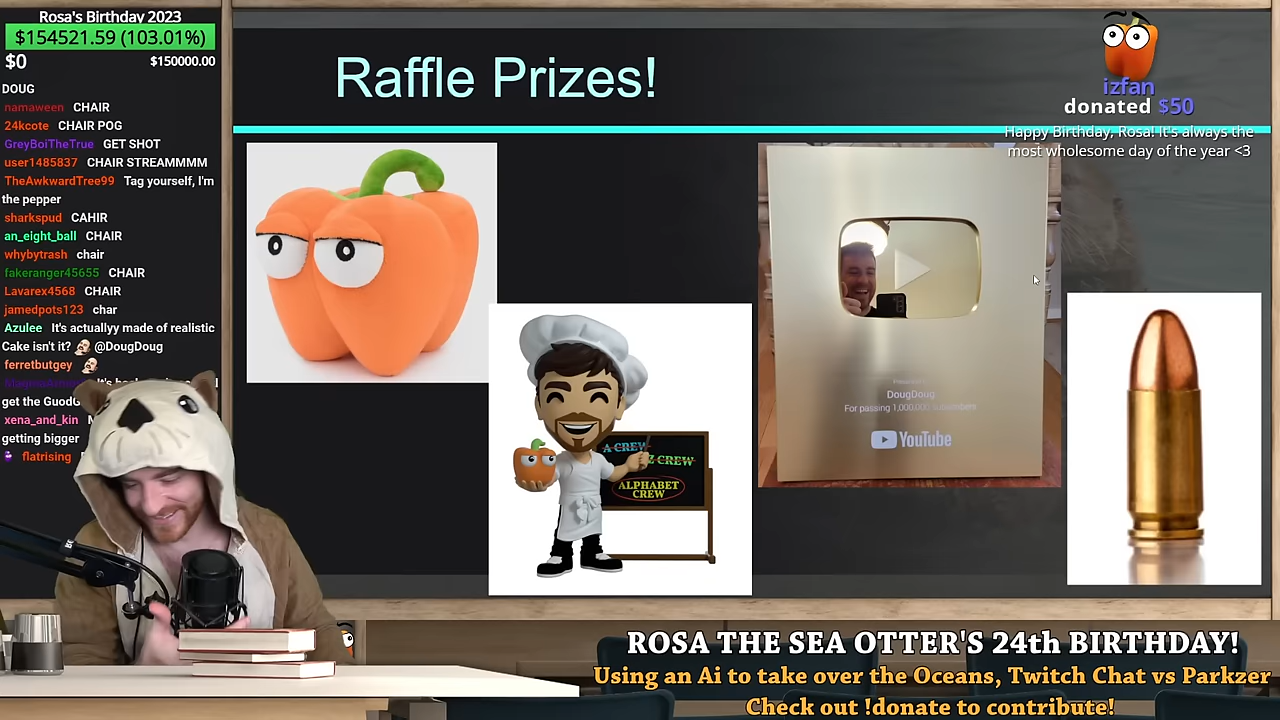 Rosa's Birthday 2023
$154521.59 (103.01%)
$0
$150000.00
DOUG
namaween CHAIR
24kcote CHAIR POG
GreyBoiTheTrue GET SHOT
user1485837 CHAIR STREAMMMM
TheAwkwardTree99 Tag yourself, I'm
the pepper
sharkspud CAHIR
an_eight_ball CHAIR
whybytrash chair
fakeranger45655 CHAIR
Lavarex4568 CHAIR
jamedpots123 char
Azulee It's actuallyy made of realistic
Cake isn't it? @DougDoug
ferretbutgey
get the
xena_and_kin
getting bigger
flatrising
Raffle Prizes!
izfan
donated $50
Happy Birthday, Rosa! It's always the
most wholesome day of the year <3
A CREW
Z CREW
ALPHABET
CREW
DougDoug
For passing 1,000,000 subscribers
YouTube
ROSA THE SEA OTTER'S 24th BIRTHDAY!
Using an Ai to take over the Oceans, Twitch Chat vs Parkzer
Check out !donate to contribute!